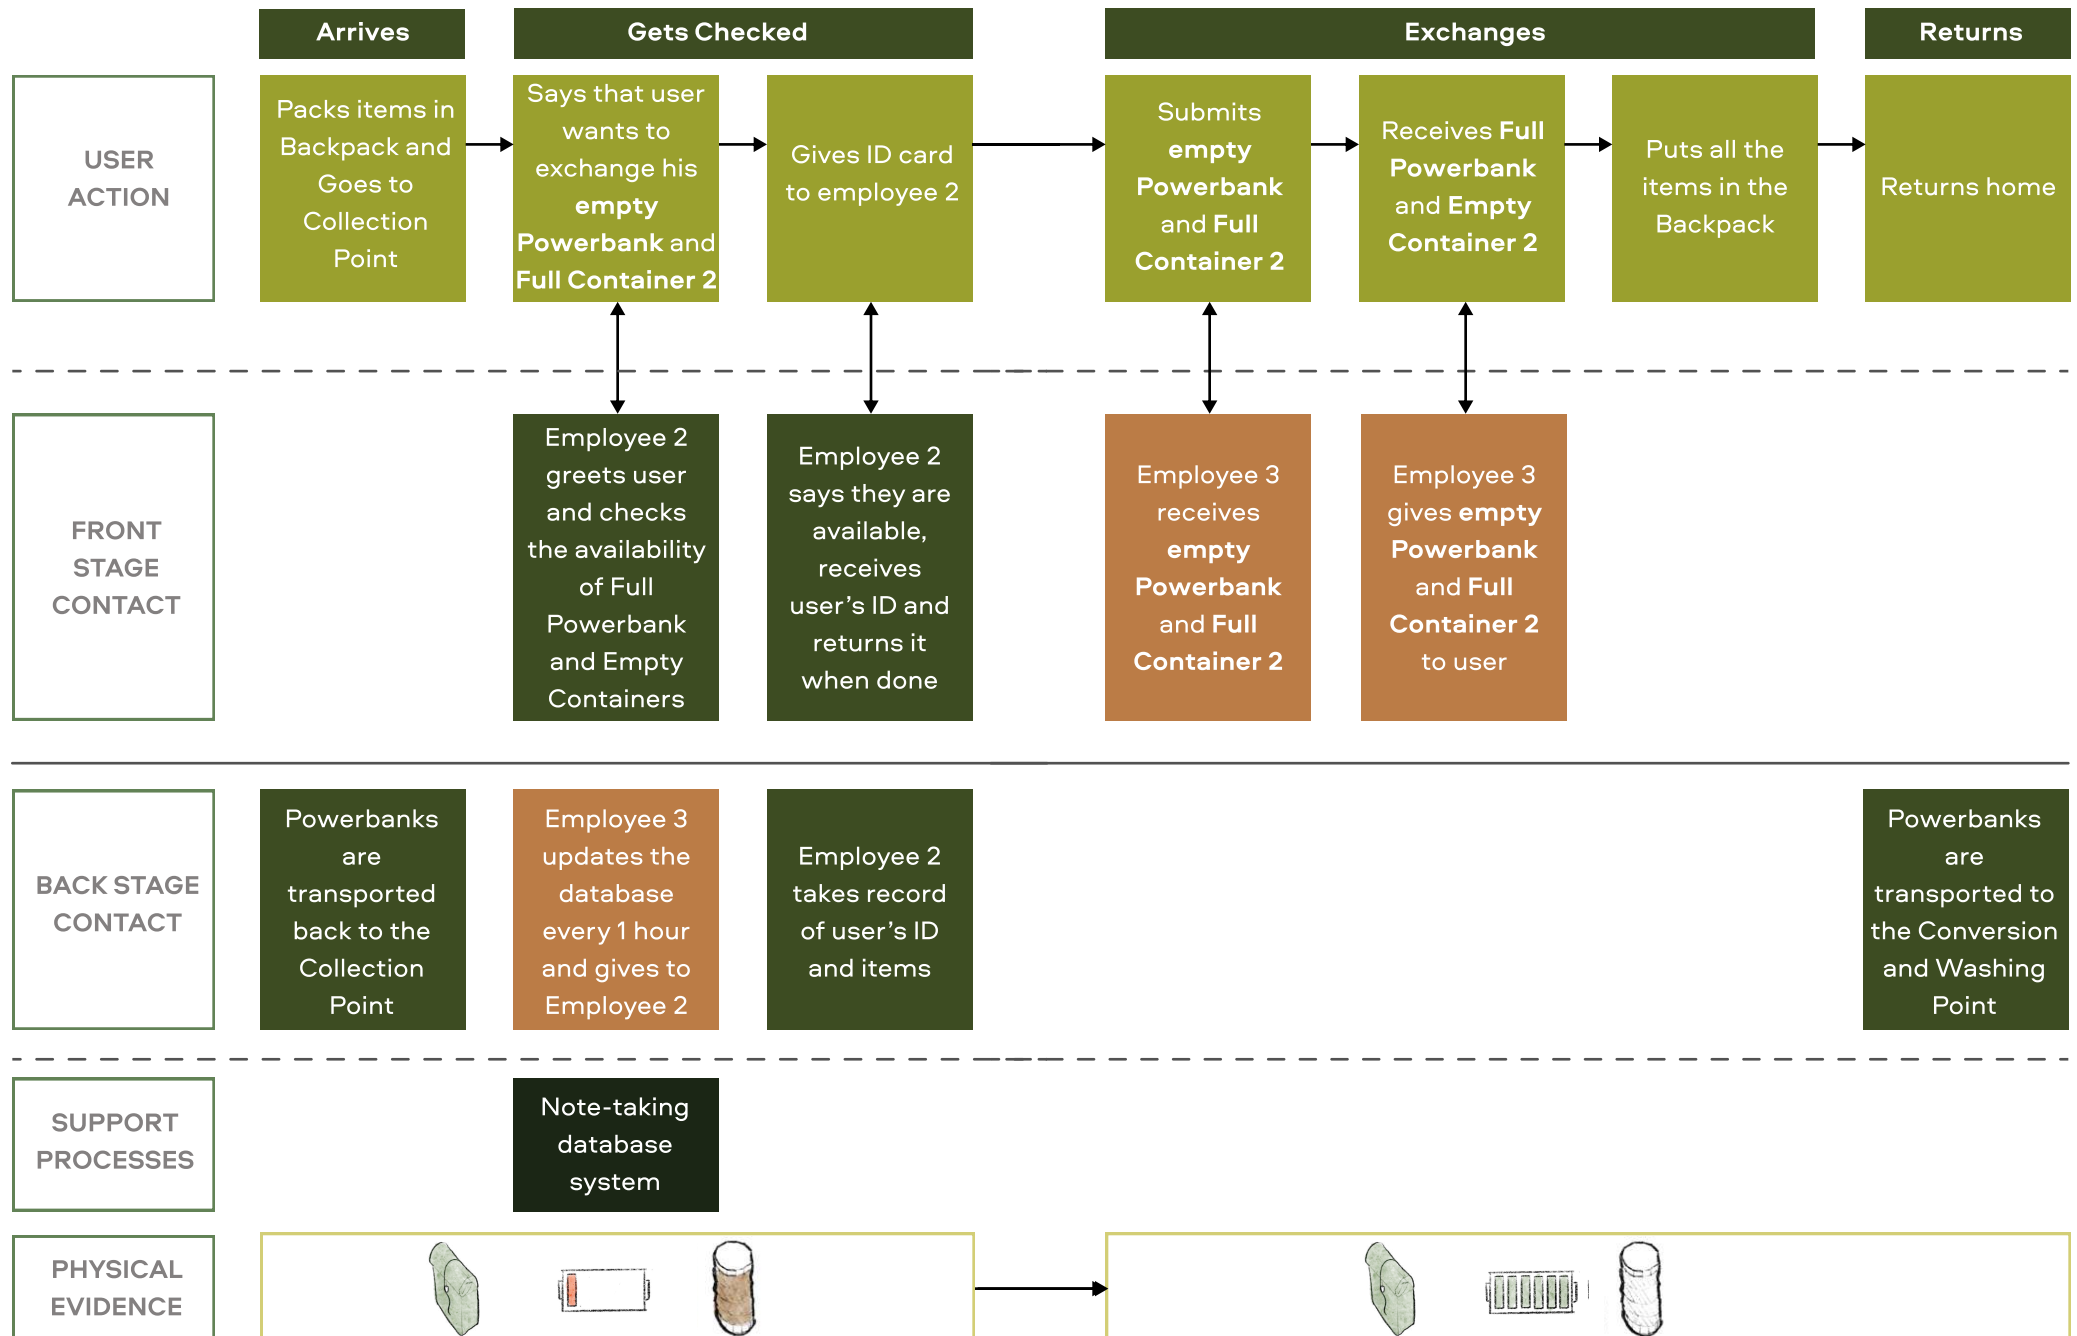 Arrives
Gets Checked
Exchanges
Returns
USER
ACTION
Packs items in
Backpack and
Goes to
Collection
Point
Says that user
wants to
exchange his
empty
Powerbank and
Full Container 2
Gives ID card
to employee 2
Submits
empty
Powerbank
and Full
Container 2
Receives Full
Powerbank
and Empty
Container 2
Puts all the
items in the
Backpack
Returns home
FRONT
STAGE
CONTACT
Employee 2
greets user
and checks
the availability
of Full
Powerbank
and Empty
Containers
Employee 2
says they are
available,
receives
user’s ID and
returns it
when done
Employee 3
receives
empty
Powerbank
and Full
Container 2
Employee 3
gives empty
Powerbank
and Full
Container 2
to user
BACK STAGE
CONTACT
Powerbanks
are
transported
back to the
Collection
Point
Employee 3
updates the
database
every 1 hour
and gives to
Employee 2
Employee 2
takes record
of user’s ID
and items
Powerbanks
are
transported to
the Conversion
and Washing
Point
SUPPORT
PROCESSES
Note-taking
database
system
PHYSICAL
EVIDENCE